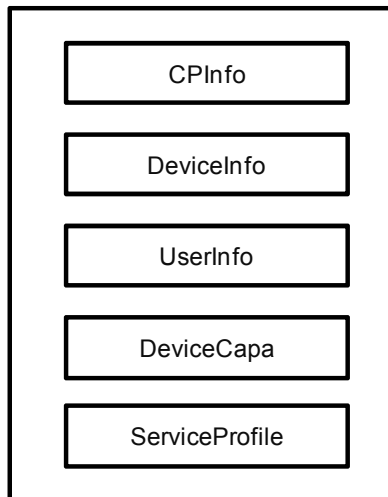 CPInfo
DeviceInfo
UserInfo
DeviceCapa
ServiceProfile